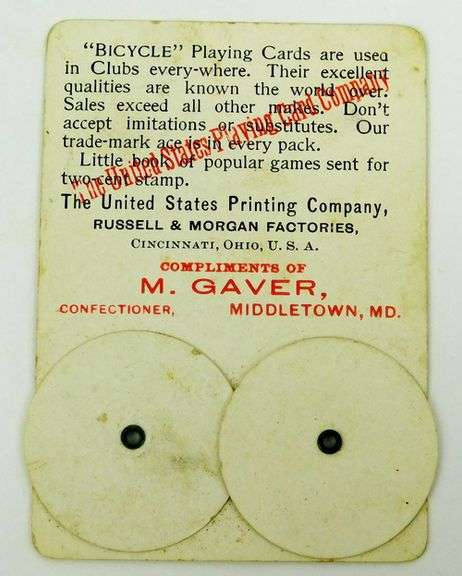 "BICYCLE" Playing Cards are used
in Clubs every-where. Their excellent
qualities are known the world over.
Sales exceed all other makes. Don't
accept imitations or substitutes. Our
trade-mark ace is in every pack.
Little book of popular games sent for
two-cent stamp.
The United States Playing Card Company
The United States Printing Company,
RUSSELL & MORGAN FACTORIES,
CINCINNATI, OHIO, U. S. A.
COMPLIMENTS OF
M. GAVER,
CONFECTIONER, MIDDLETOWN, MD.